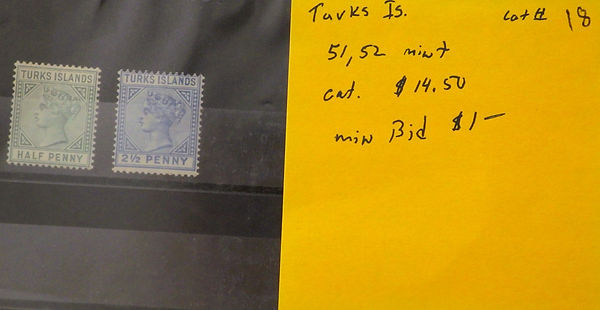 TURKS ISLANDS
HALF PENNY
TURKS ISLANDS
2½ PENNY
Turks Is. Lot # 18
51, 52 mint
cat. $14.50
min Bid $1—